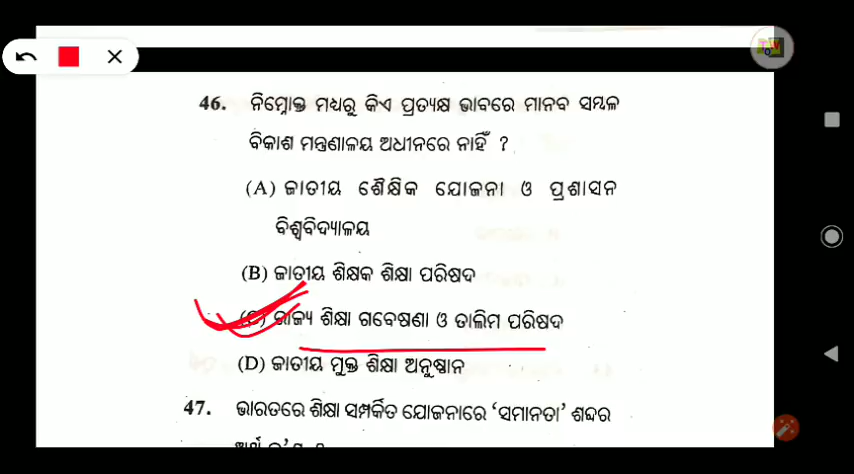 46. ନିମ୍ନୋକ୍ତ ମଧ୍ଯରୁ କିଏ ପ୍ରତ୍ୟକ୍ଷ ଭାବରେ ମାନବ ସମ୍ବଳ
ବିକାଶ ମନ୍ତ୍ରଣାଳୟ ଅଧୀନରେ ନାହିଁ ?
(A) ଜାତୀୟ ଶୈକ୍ଷିକ ଯୋଜନା ଓ ପ୍ରଶାସନ
ବିଶ୍ୱବିଦ୍ୟାଳୟ
(B) ଜାତୀୟ ଶିକ୍ଷକ ଶିକ୍ଷା ପରିଷଦ
(C) ରାଜ୍ୟ ଶିକ୍ଷା ଗବେଷଣା ଓ ତାଲିମ ପରିଷଦ
(D) ଜାତୀୟ ମୁକ୍ତ ଶିକ୍ଷା ଅନୁଷ୍ଠାନ
47. ଭାରତରେ ଶିକ୍ଷା ସମ୍ପର୍କିତ ଯୋଜନାରେ ‘ସମାନତା’ ଶବ୍ଦର